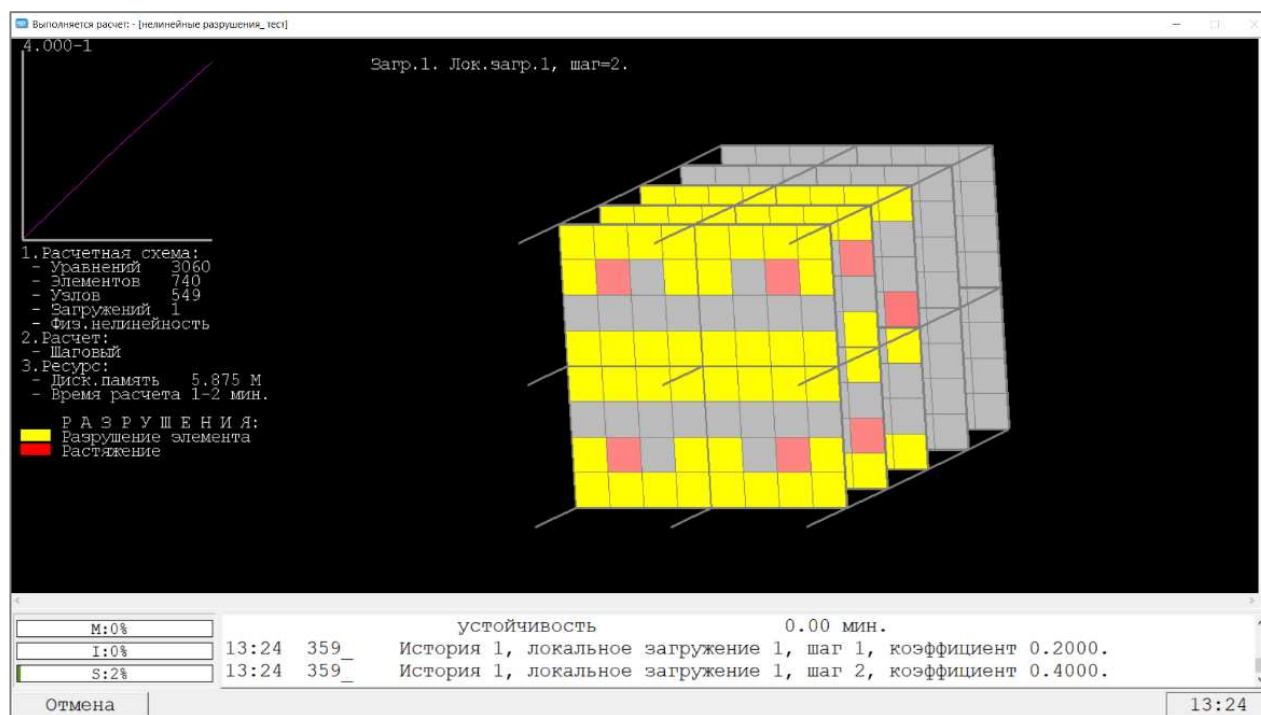 Выполняется расчет: - [нелинейные разрушения_ тест]
4.000-1
Загр.1. Лок.загр.1, шаг=2.
1.Расчетная схема:
- Уравнений 3060
- Элементов 740
- Узлов 549
- Загружений 1
- Физ.нелинейность
2.Расчет:
- Шаговый
3.Ресурс:
- Диск.память 5.875 М
- Время расчета 1-2 мин.
Р А З Р У Ш Е Н И Я:
Разрушение элемента
Растяжение
М:0%
I:0%
S:2%
устойчивость 0.00 мин.
13:24 359_ История 1, локальное загружение 1, шаг 1, коэффициент 0.2000.
13:24 359_ История 1, локальное загружение 1, шаг 2, коэффициент 0.4000.
Отмена
13:24